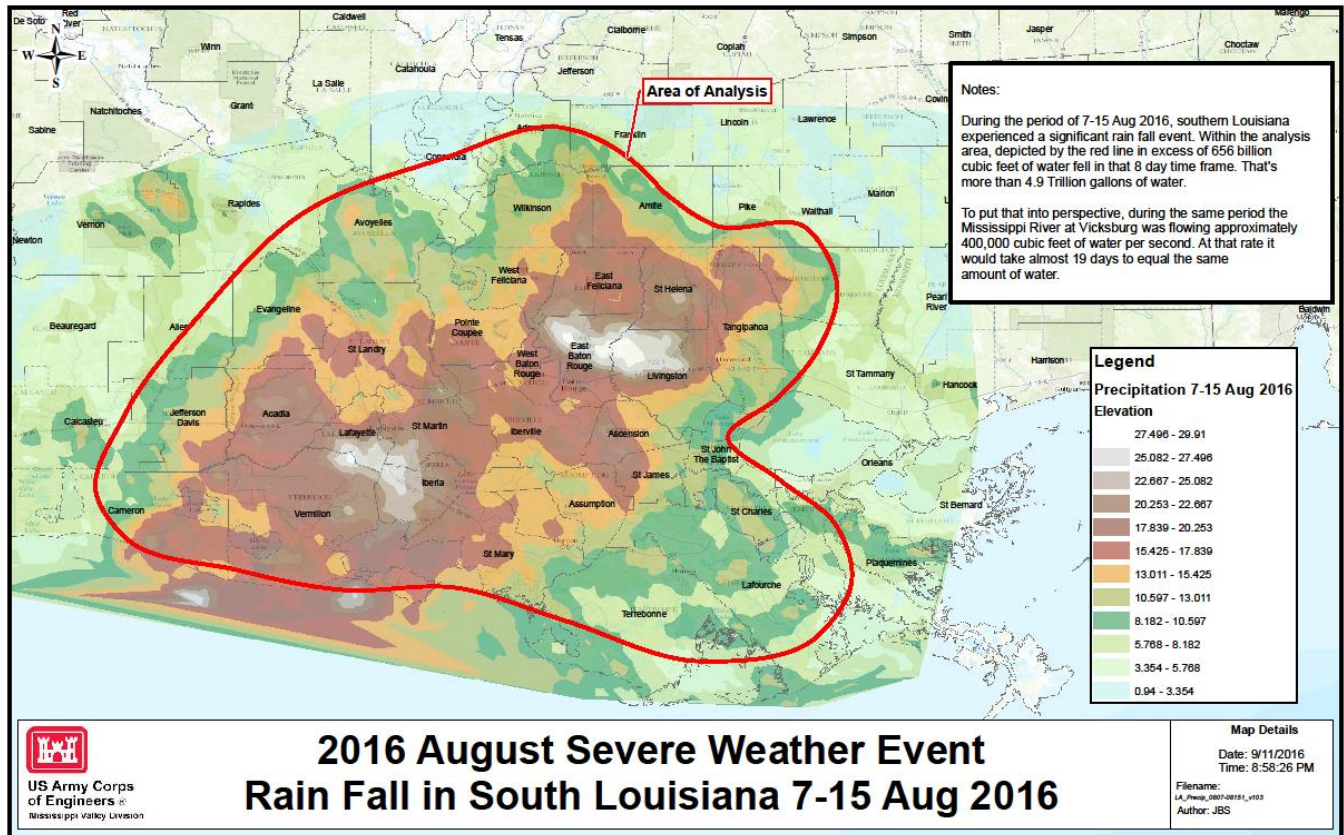 De Soto
Red
River
Caldwell
Winn
Tensas
Claiborne
Simpson
Smith
Jasper
Marengo
Choctaw
N
W E
S
La Salle
Catahoula
Jefferson
Copiah
Natchitoches
Grant
Area of Analysis
Lincoln
Lawrence
Covin
Sabine
Adams
Franklin
Concordia
Vernon
Rapides
Avoyelles
Wilkinson
Amite
Pike
Walthall
Marion
Newton
West
Feliciana
East
Feliciana
St Helena
Evangeline
Beauregard
Allen
Pointe
Coupee
St Landry
Tangipahoa
Pearl
River
Baldwin
West
Baton
Rouge
East
Baton
Rouge
Livingston
Harrison
St Tammany
Hancock
Calcasieu
Jefferson
Davis
Acadia
Lafayette
St Martin
Iberville
Ascension
St John
The Baptist
Orleans
Iberia
St James
Cameron
Vermilion
Assumption
St Charles
St Bernard
St Mary
Plaquemines
Lafourche
Terrebonne
Notes:
During the period of 7-15 Aug 2016, southern Louisiana
experienced a significant rain fall event. Within the analysis
area, depicted by the red line in excess of 656 billion
cubic feet of water fell in that 8 day time frame. That's
more than 4.9 Trillion gallons of water.
To put that into perspective, during the same period the
Mississippi River at Vicksburg was flowing approximately
400,000 cubic feet of water per second. At that rate it
would take almost 19 days to equal the same
amount of water.
Legend
Precipitation 7-15 Aug 2016
Elevation
27.496 - 29.91
25.082 - 27.496
22.667 - 25.082
20.253 - 22.667
17.839 - 20.253
15.425 - 17.839
13.011 - 15.425
10.597 - 13.011
8.182 - 10.597
5.768 - 8.182
3.354 - 5.768
0.94 - 3.354
US Army Corps
of Engineers ®
Mississippi Valley Division
2016 August Severe Weather Event
Rain Fall in South Louisiana 7-15 Aug 2016
Map Details
Date: 9/11/2016
Time: 8:58:26 PM
Filename:
LA_Precip_0807-08151_v103
Author: JBS